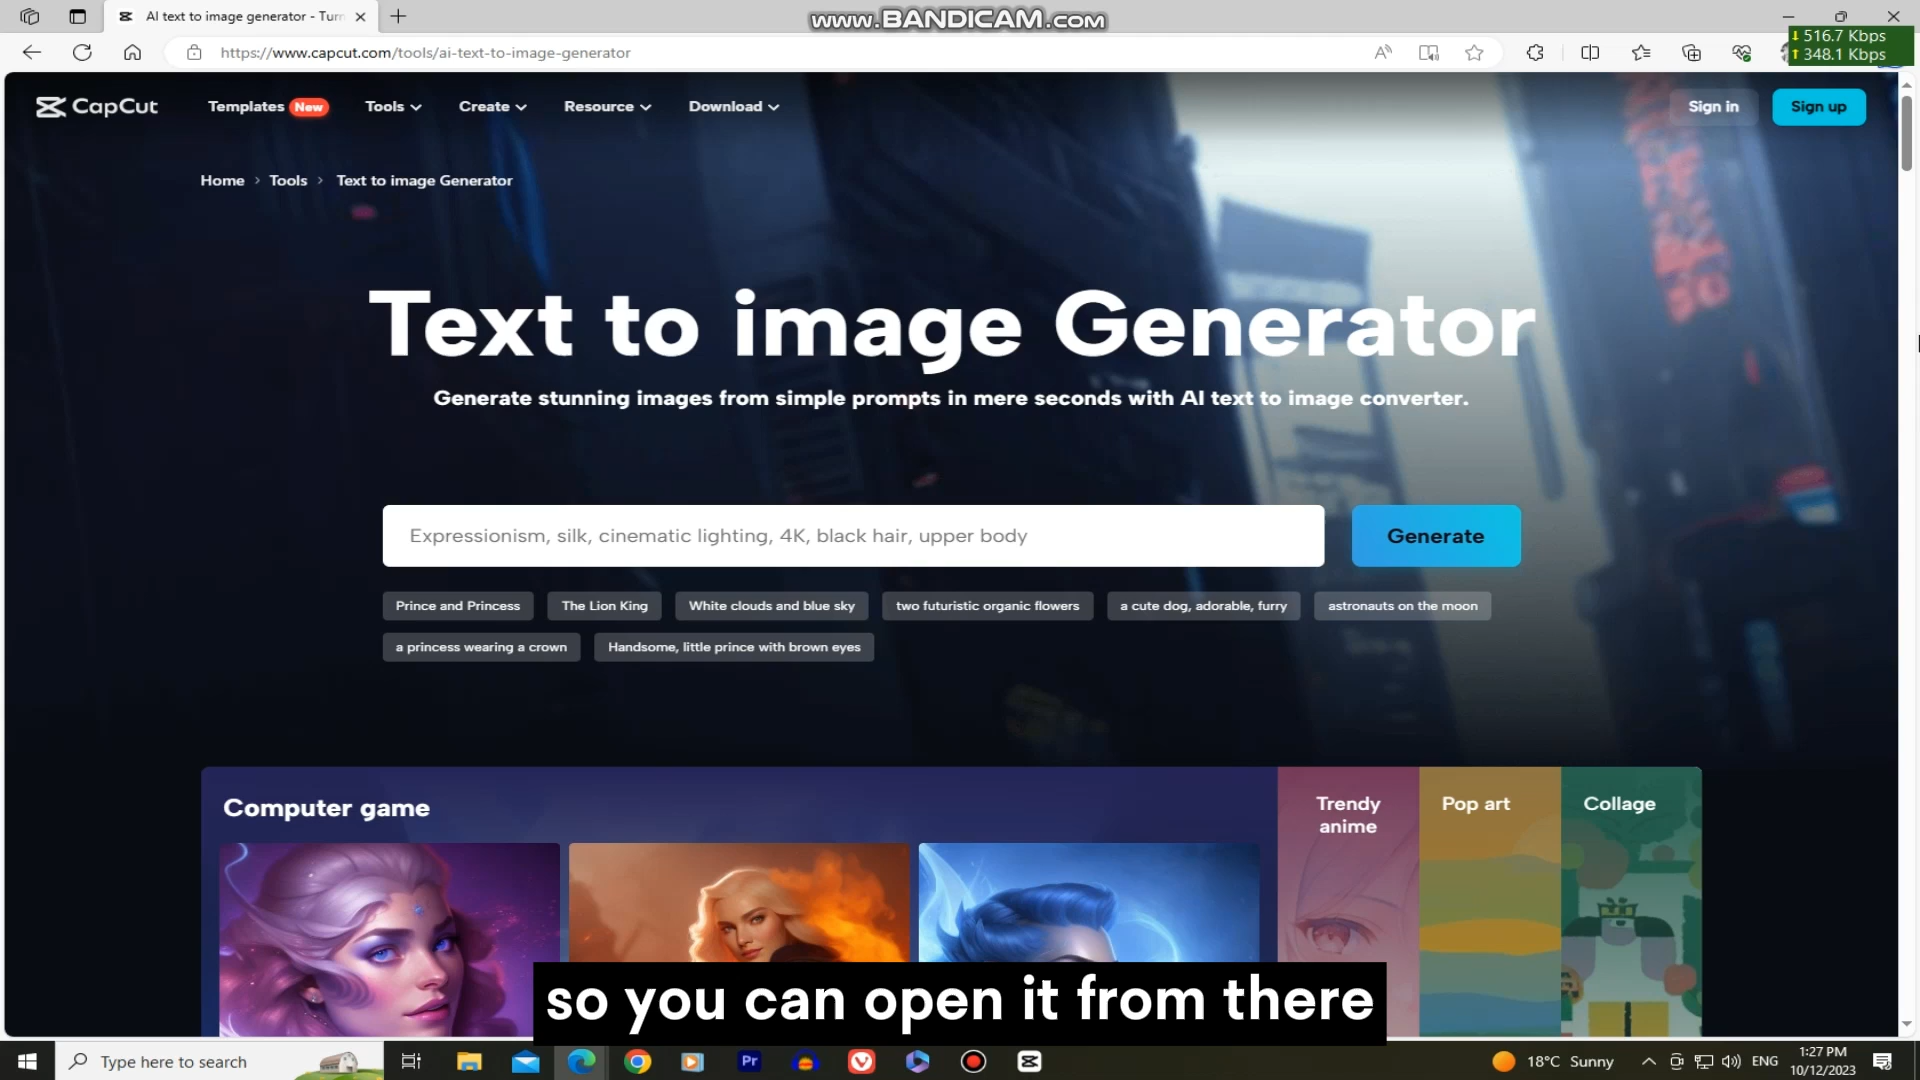 AI text to image generator - Turn
www.BANDICAM.com
516.7 Kbps
348.1 Kbps
https://www.capcut.com/tools/ai-text-to-image-generator
CapCut
Templates New Tools Create Resource Download
Sign in Sign up
Home > Tools > Text to image Generator
Text to image Generator
Generate stunning images from simple prompts in mere seconds with AI text to image converter.
Expressionism, silk, cinematic lighting, 4K, black hair, upper body
Generate
Prince and Princess The Lion King White clouds and blue sky two futuristic organic flowers a cute dog, adorable, furry astronauts on the moon
a princess wearing a crown Handsome, little prince with brown eyes
Computer game
Trendy
anime
Pop art
Collage
so you can open it from there
Type here to search
Pr
18°C Sunny
ENG
1:27 PM
10/12/2023